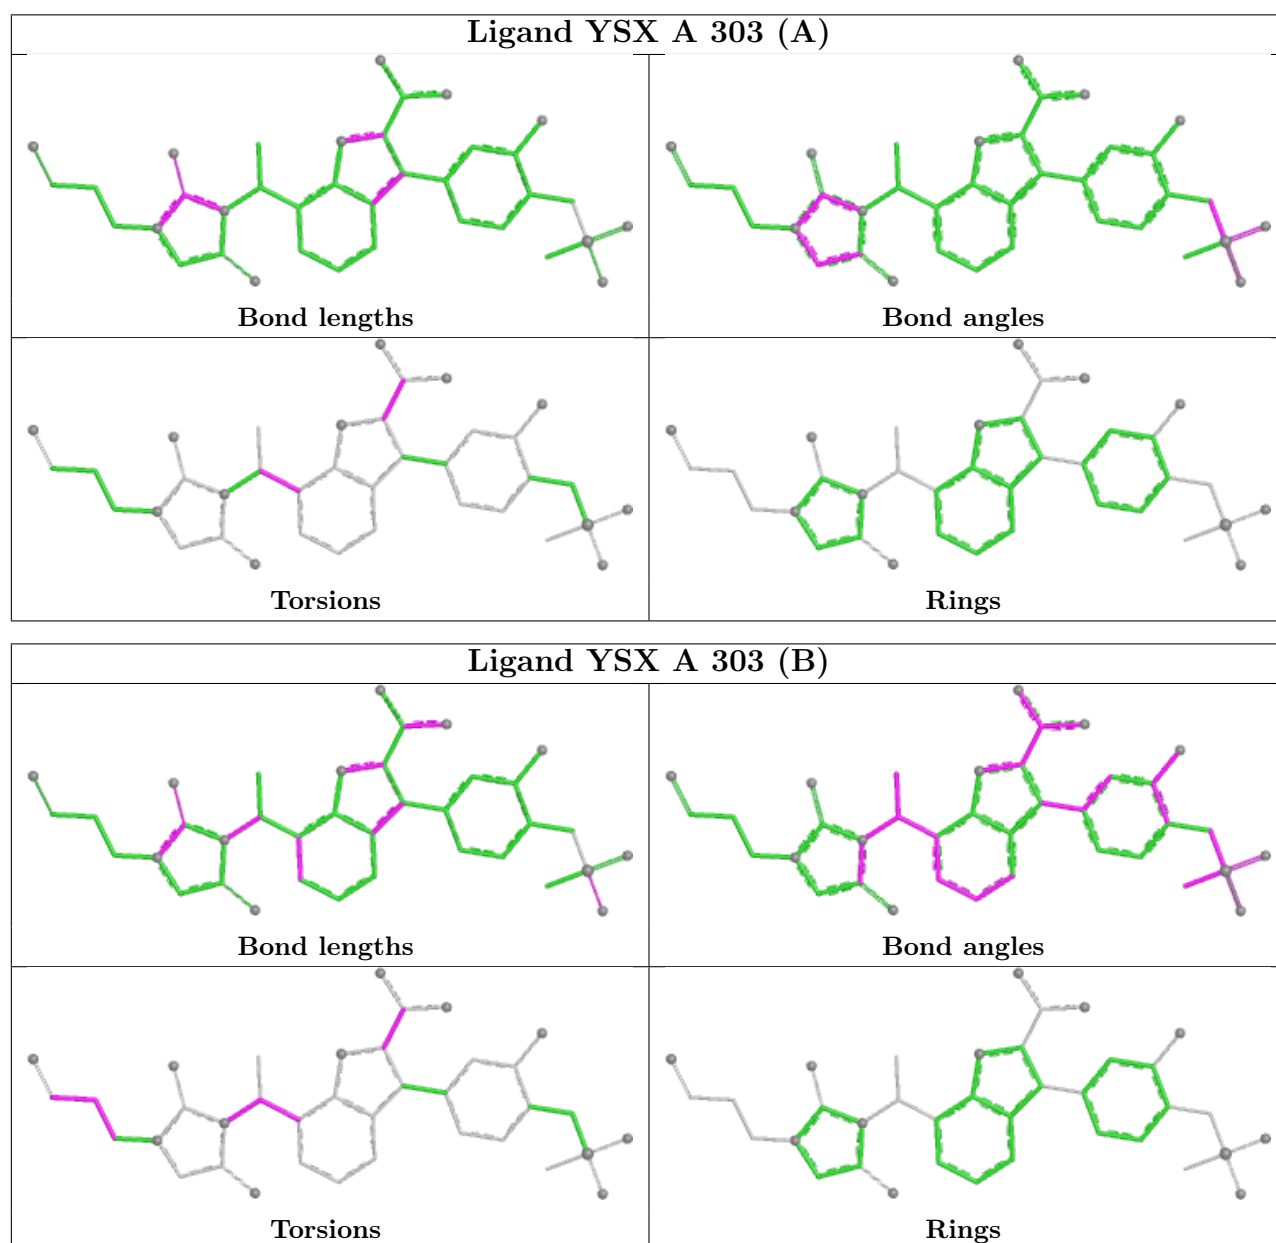 Ligand YSX A 303 (A)
Bond lengths
Bond angles
Torsions
Rings
Ligand YSX A 303 (B)
Bond lengths
Bond angles
Torsions
Rings